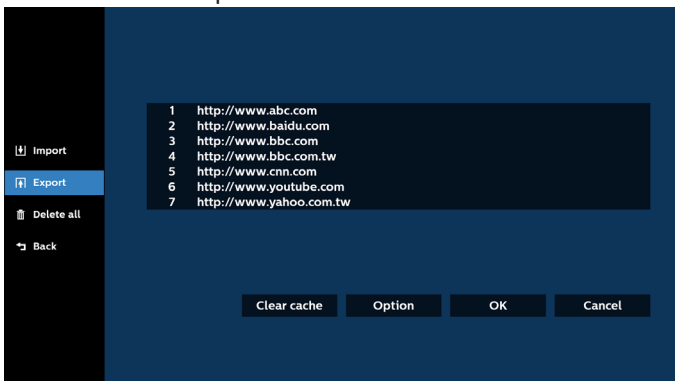 Import
Export
Delete all
Back
1 http://www.abc.com
2 http://www.baidu.com
3 http://www.bbc.com
4 http://www.bbc.com.tw
5 http://www.cnn.com
6 http://www.youtube.com
7 http://www.yahoo.com.tw
Clear cache Option OK Cancel